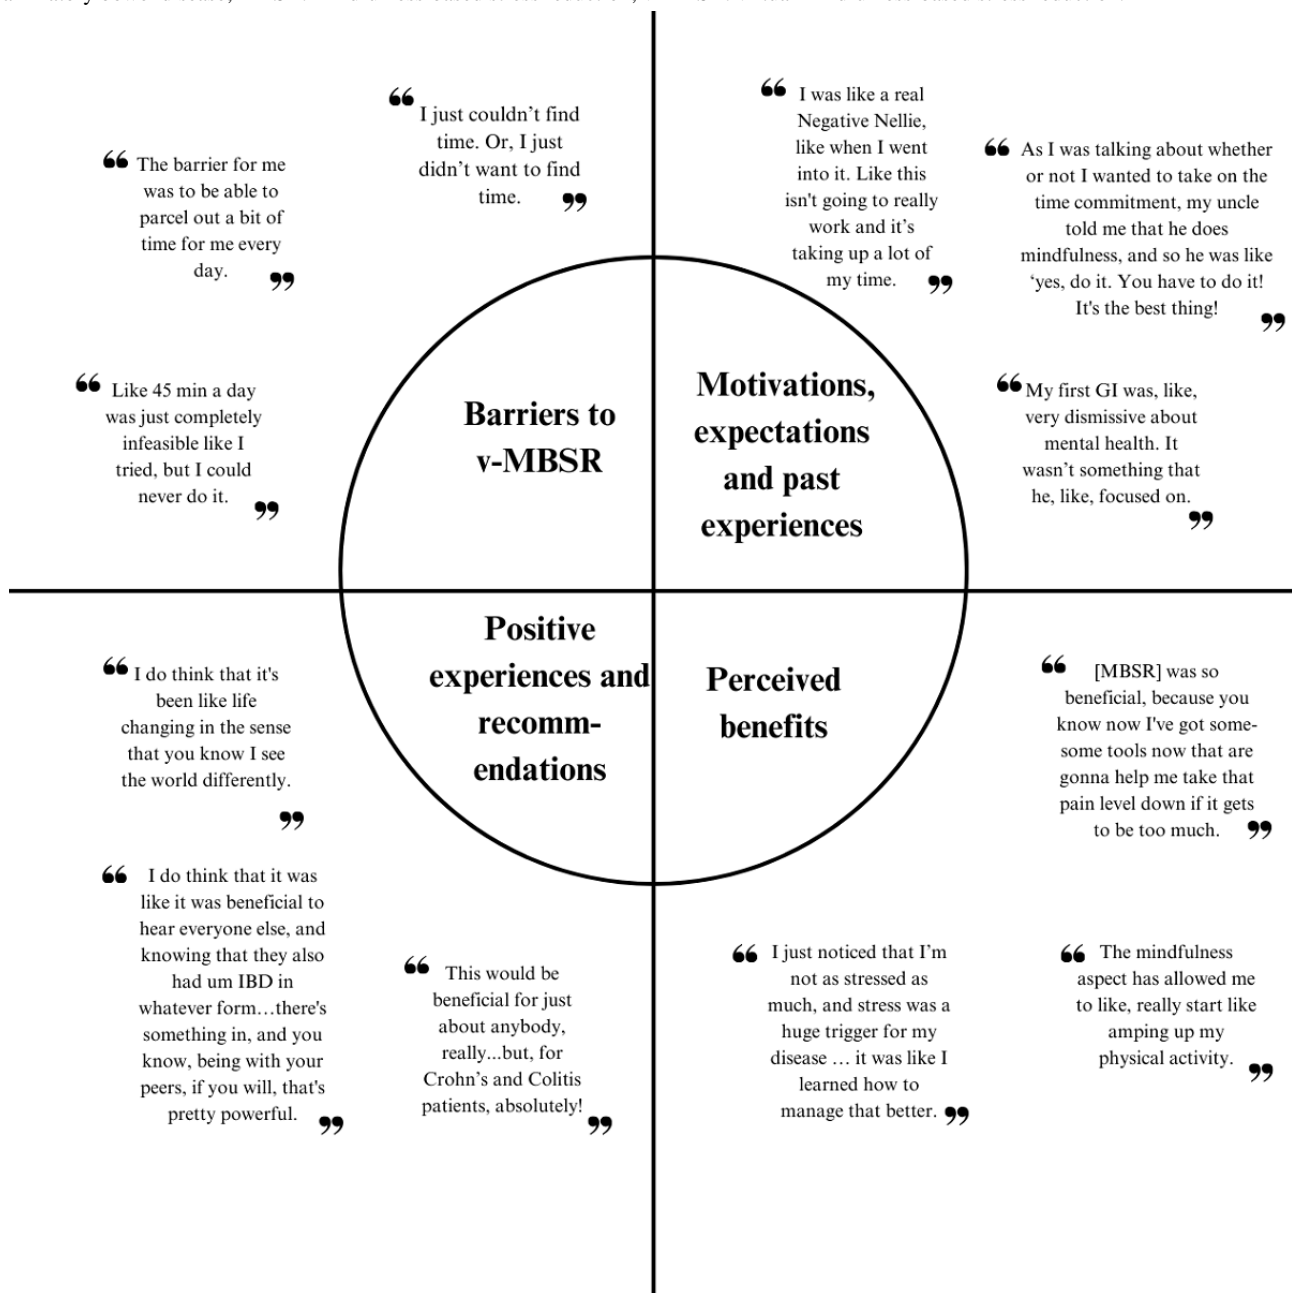 “ I just couldn’t find
time. Or, I just
didn’t want to find
time. ”
“ The barrier for me
was to be able to
parcel out a bit of
time for me every
day. ”
“ Like 45 min a day
was just completely
infeasible like I
tried, but I could
never do it. ”
Barriers to
v-MBSR
“ I was like a real
Negative Nellie,
like when I went
into it. Like this
isn't going to really
work and it’s
taking up a lot of
my time. ”
“ As I was talking about whether
or not I wanted to take on the
time commitment, my uncle
told me that he does
mindfulness, and so he was like
‘yes, do it. You have to do it!
It's the best thing! ”
“ My first GI was, like,
very dismissive about
mental health. It
wasn’t something that
he, like, focused on. ”
Motivations,
expectations
and past
experiences
Positive
experiences and
recomm-
endations
“ I do think that it's
been like life
changing in the sense
that you know I see
the world differently. ”
“ I do think that it was
like it was beneficial to
hear everyone else, and
knowing that they also
had um IBD in
whatever form…there's
something in, and you
know, being with your
peers, if you will, that's
pretty powerful. ”
“ This would be
beneficial for just
about anybody,
really...but, for
Crohn’s and Colitis
patients, absolutely! ”
Perceived
benefits
“ [MBSR] was so
beneficial, because you
know now I've got some-
some tools now that are
gonna help me take that
pain level down if it gets
to be too much. ”
“ I just noticed that I’m
not as stressed as
much, and stress was a
huge trigger for my
disease … it was like I
learned how to
manage that better. ”
“ The mindfulness
aspect has allowed me
to like, really start like
amping up my
physical activity. ”